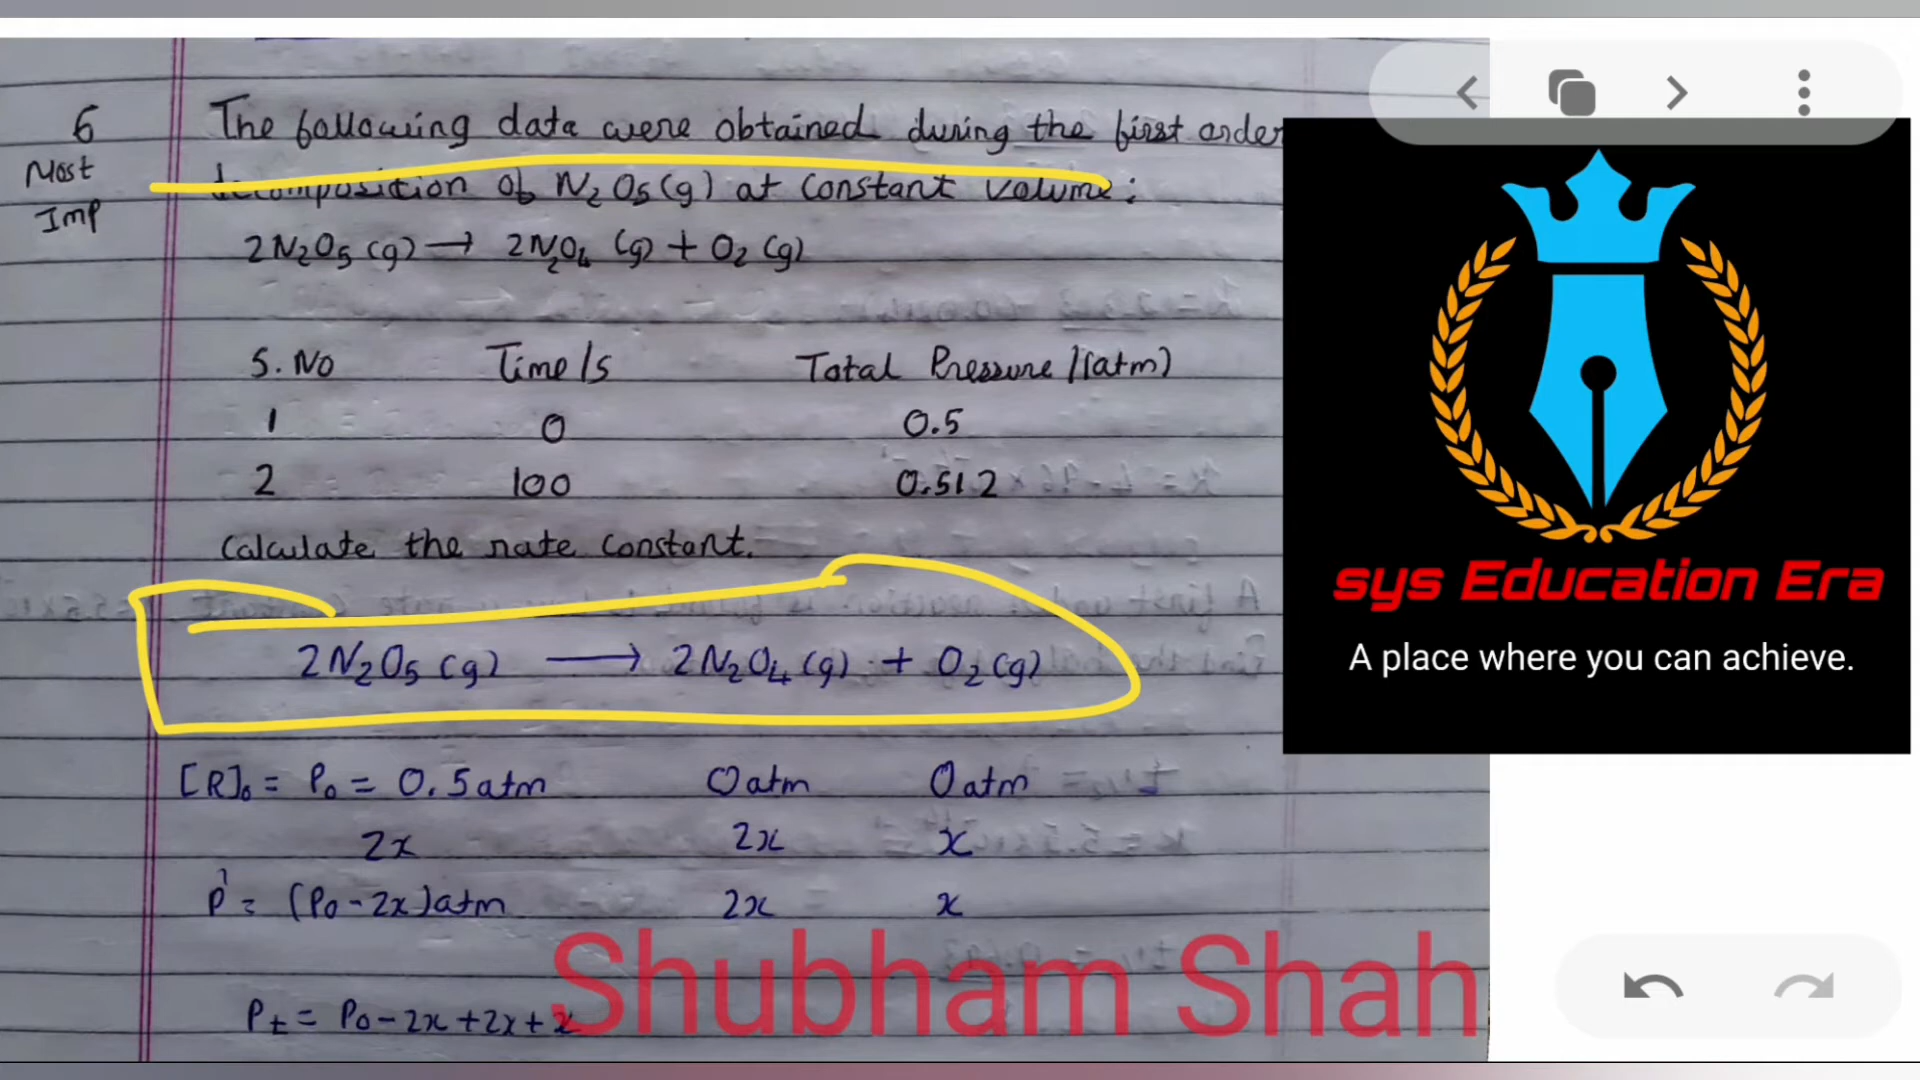 6 The following data were obtained during the first order
Most
decomposition of N2O5(g) at constant volume:
Imp
2N2O5(g) → 2N2O4 (g) + O2 (g)
S. No Time/s Total Pressure/(atm)
1 0 0.5
2 100 0.512
Calculate the rate constant.
2N2O5 (g) → 2N2O4 (g) + O2 (g)
[R]₀ = P₀ = 0.5 atm 0 atm 0 atm
2x 2x x
P' = (P₀-2x)atm 2x x
Pt = P₀-2x+2x+x
Shubham Shah
sys Education Era
A place where you can achieve.